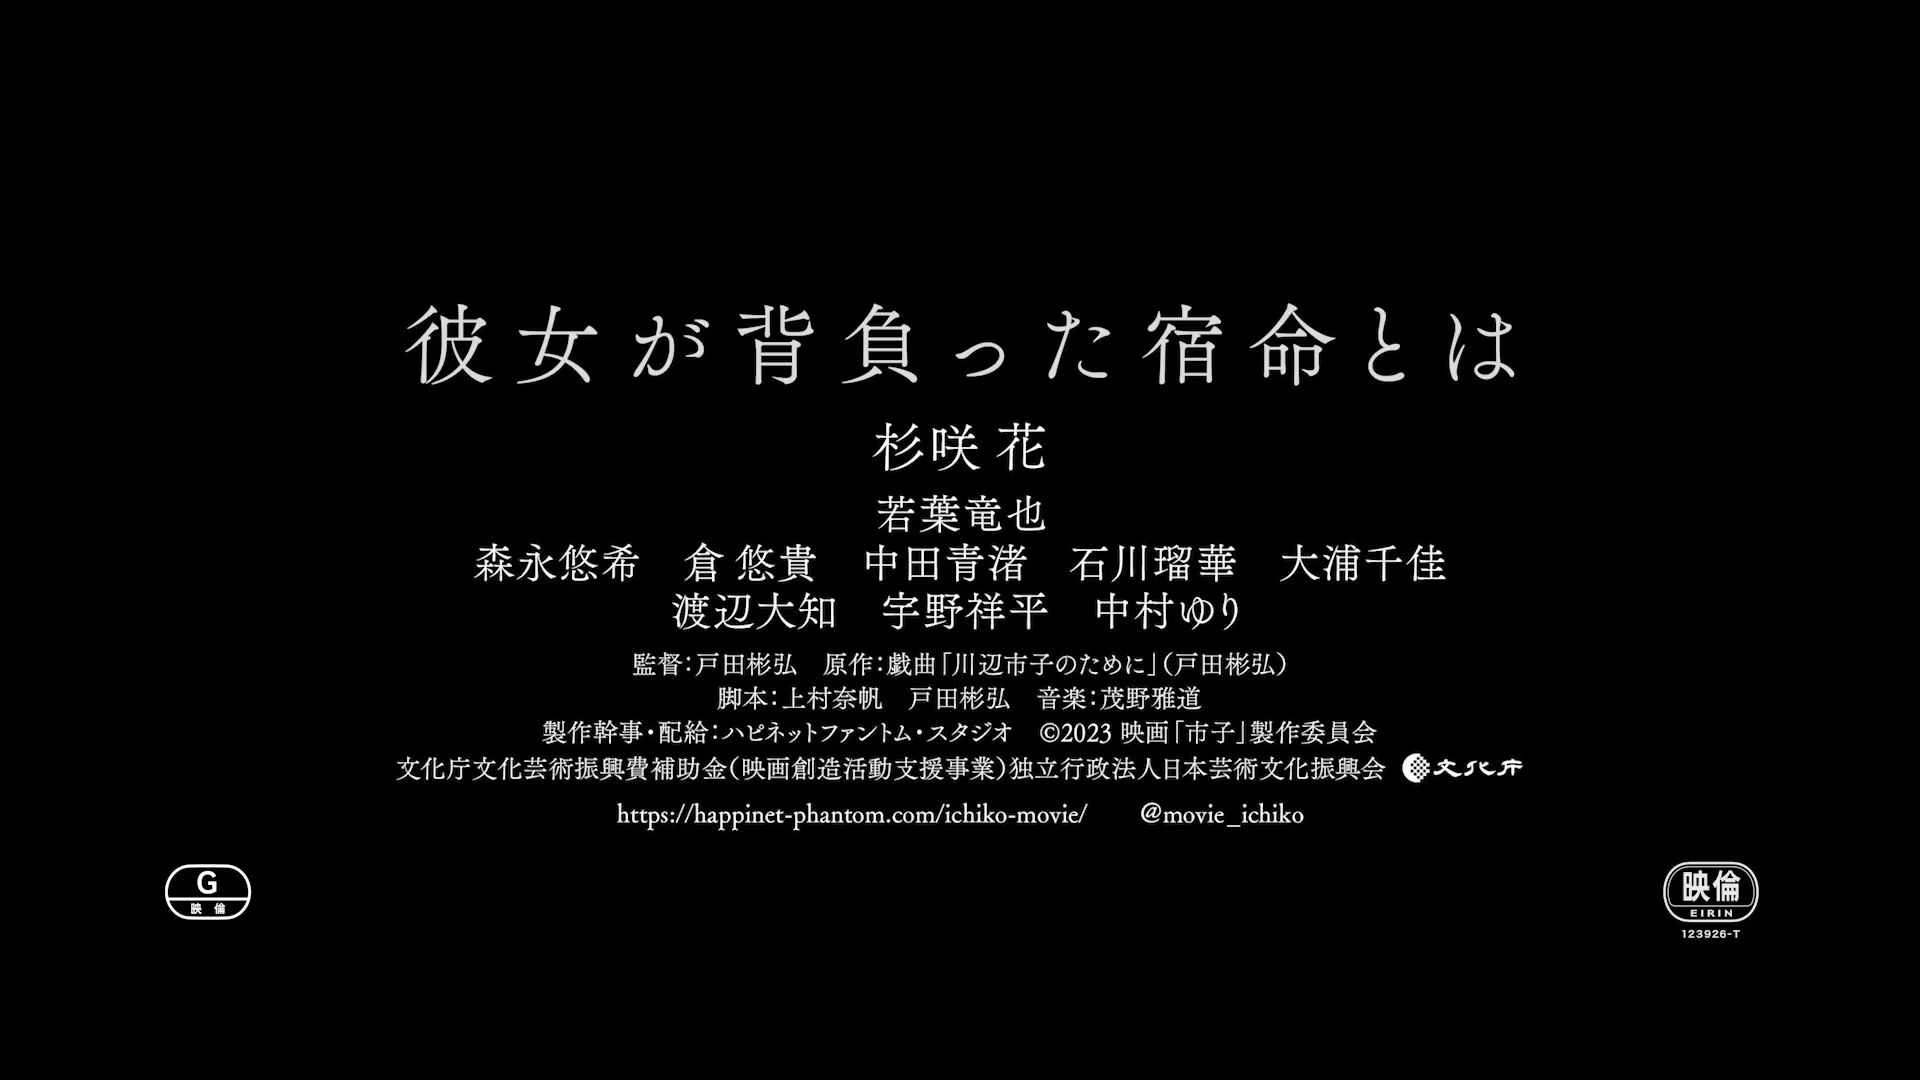 彼女が背負った宿命とは
杉咲 花
若葉竜也
森永悠希　倉 悠貴　中田青渚　石川瑠華　大浦千佳
渡辺大知　宇野祥平　中村ゆり
監督：戸田彬弘　原作：戯曲「川辺市子のために」（戸田彬弘）
脚本：上村奈帆　戸田彬弘　音楽：茂野雅道
製作幹事・配給：ハピネットファントム・スタジオ　©2023 映画「市子」製作委員会
文化庁文化芸術振興費補助金（映画創造活動支援事業）独立行政法人日本芸術文化振興会　文化庁
https://happinet-phantom.com/ichiko-movie/　@movie_ichiko
G
映倫
映倫
EIRIN
123926-T